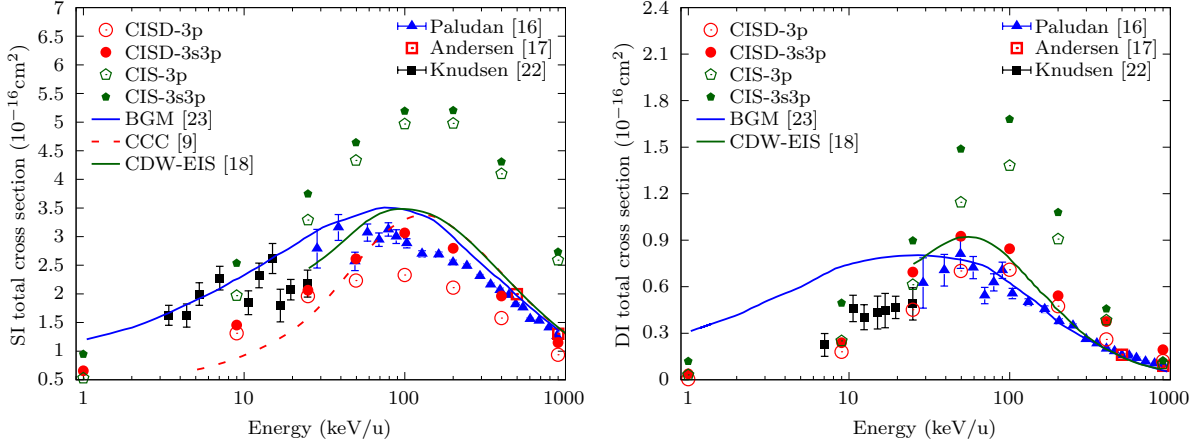 SI total cross section (10⁻¹⁶cm²)
6.5
6
5.5
5
4.5
4
3.5
3
2.5
2
1.5
1
0.5
CISD-3p
CISD-3s3p
CIS-3p
CIS-3s3p
BGM [23]
CCC [9]
CDW-EIS [18]
Paludan [16]
Andersen [17]
Knudsen [22]
1 10 100 1000
Energy (keV/u)
DI total cross section (10⁻¹⁶cm²)
2.4
2.1
1.8
1.5
1.2
0.9
0.6
0.3
0
CISD-3p
CISD-3s3p
CIS-3p
CIS-3s3p
BGM [23]
CDW-EIS [18]
Paludan [16]
Andersen [17]
Knudsen [22]
1 10 100 1000
Energy (keV/u)